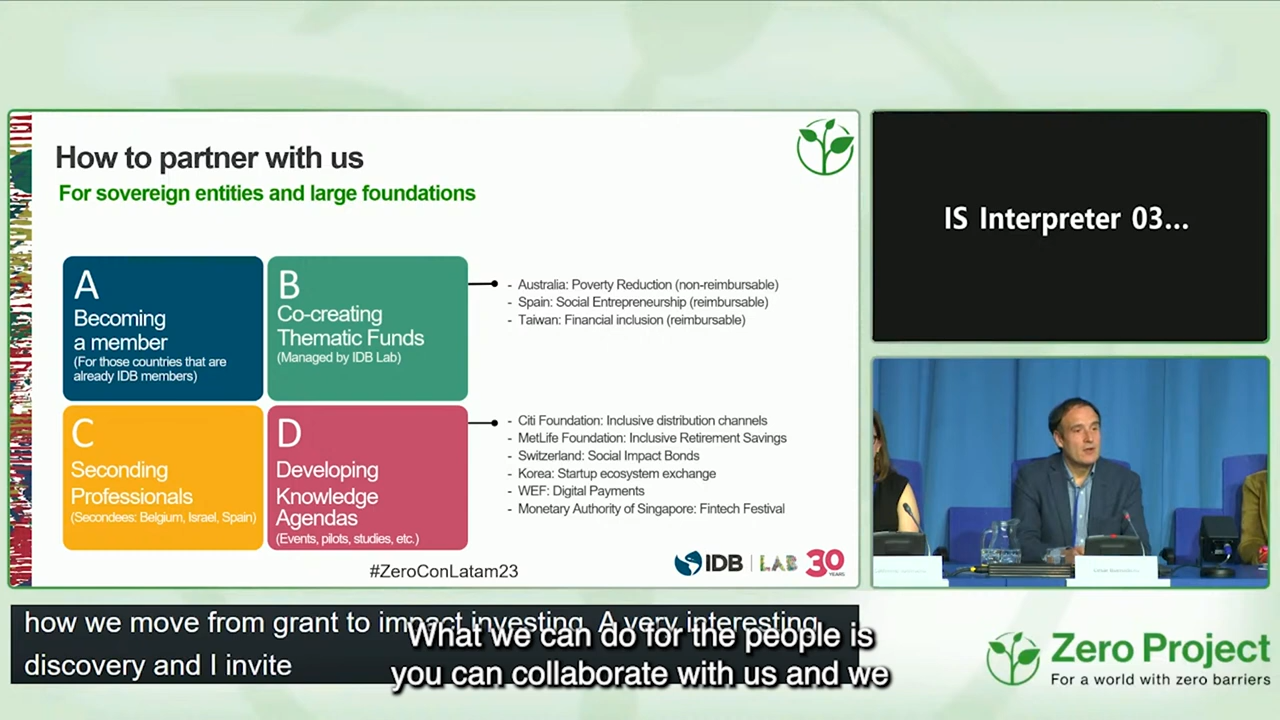 How to partner with us
For sovereign entities and large foundations
A
Becoming
a member
(For those countries that are
already IDB members)
B
Co-creating
Thematic Funds
(Managed by IDB Lab)
- Australia: Poverty Reduction (non-reimbursable)
- Spain: Social Entrepreneurship (reimbursable)
- Taiwan: Financial inclusion (reimbursable)
C
Seconding
Professionals
(Secondees: Belgium, Israel, Spain)
D
Developing
Knowledge
Agendas
(Events, pilots, studies, etc.)
- Citi Foundation: Inclusive distribution channels
- MetLife Foundation: Inclusive Retirement Savings
- Switzerland: Social Impact Bonds
- Korea: Startup ecosystem exchange
- WEF: Digital Payments
- Monetary Authority of Singapore: Fintech Festival
#ZeroConLatam23
IDB | LAB 30
YEARS
IS Interpreter 03...
how we move from grant to impact investing. A very interesting
discovery and I invite
What we can do for the people is
you can collaborate with us and we
Zero Project
For a world with zero barriers